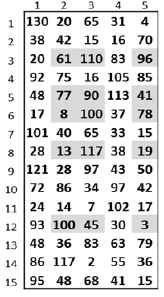 1 2 3 4 5
1 130 20 65 31 4
2 38 42 15 16 70
3 20 61 110 83 96
4 92 75 16 105 85
5 48 77 90 113 41
6 17 8 100 37 78
7 101 40 65 33 15
8 28 13 117 38 19
9 121 28 97 43 50
10 72 86 34 97 42
11 24 14 7 102 17
12 93 100 45 30 3
13 48 36 83 63 79
14 86 117 2 55 36
15 95 48 68 41 15